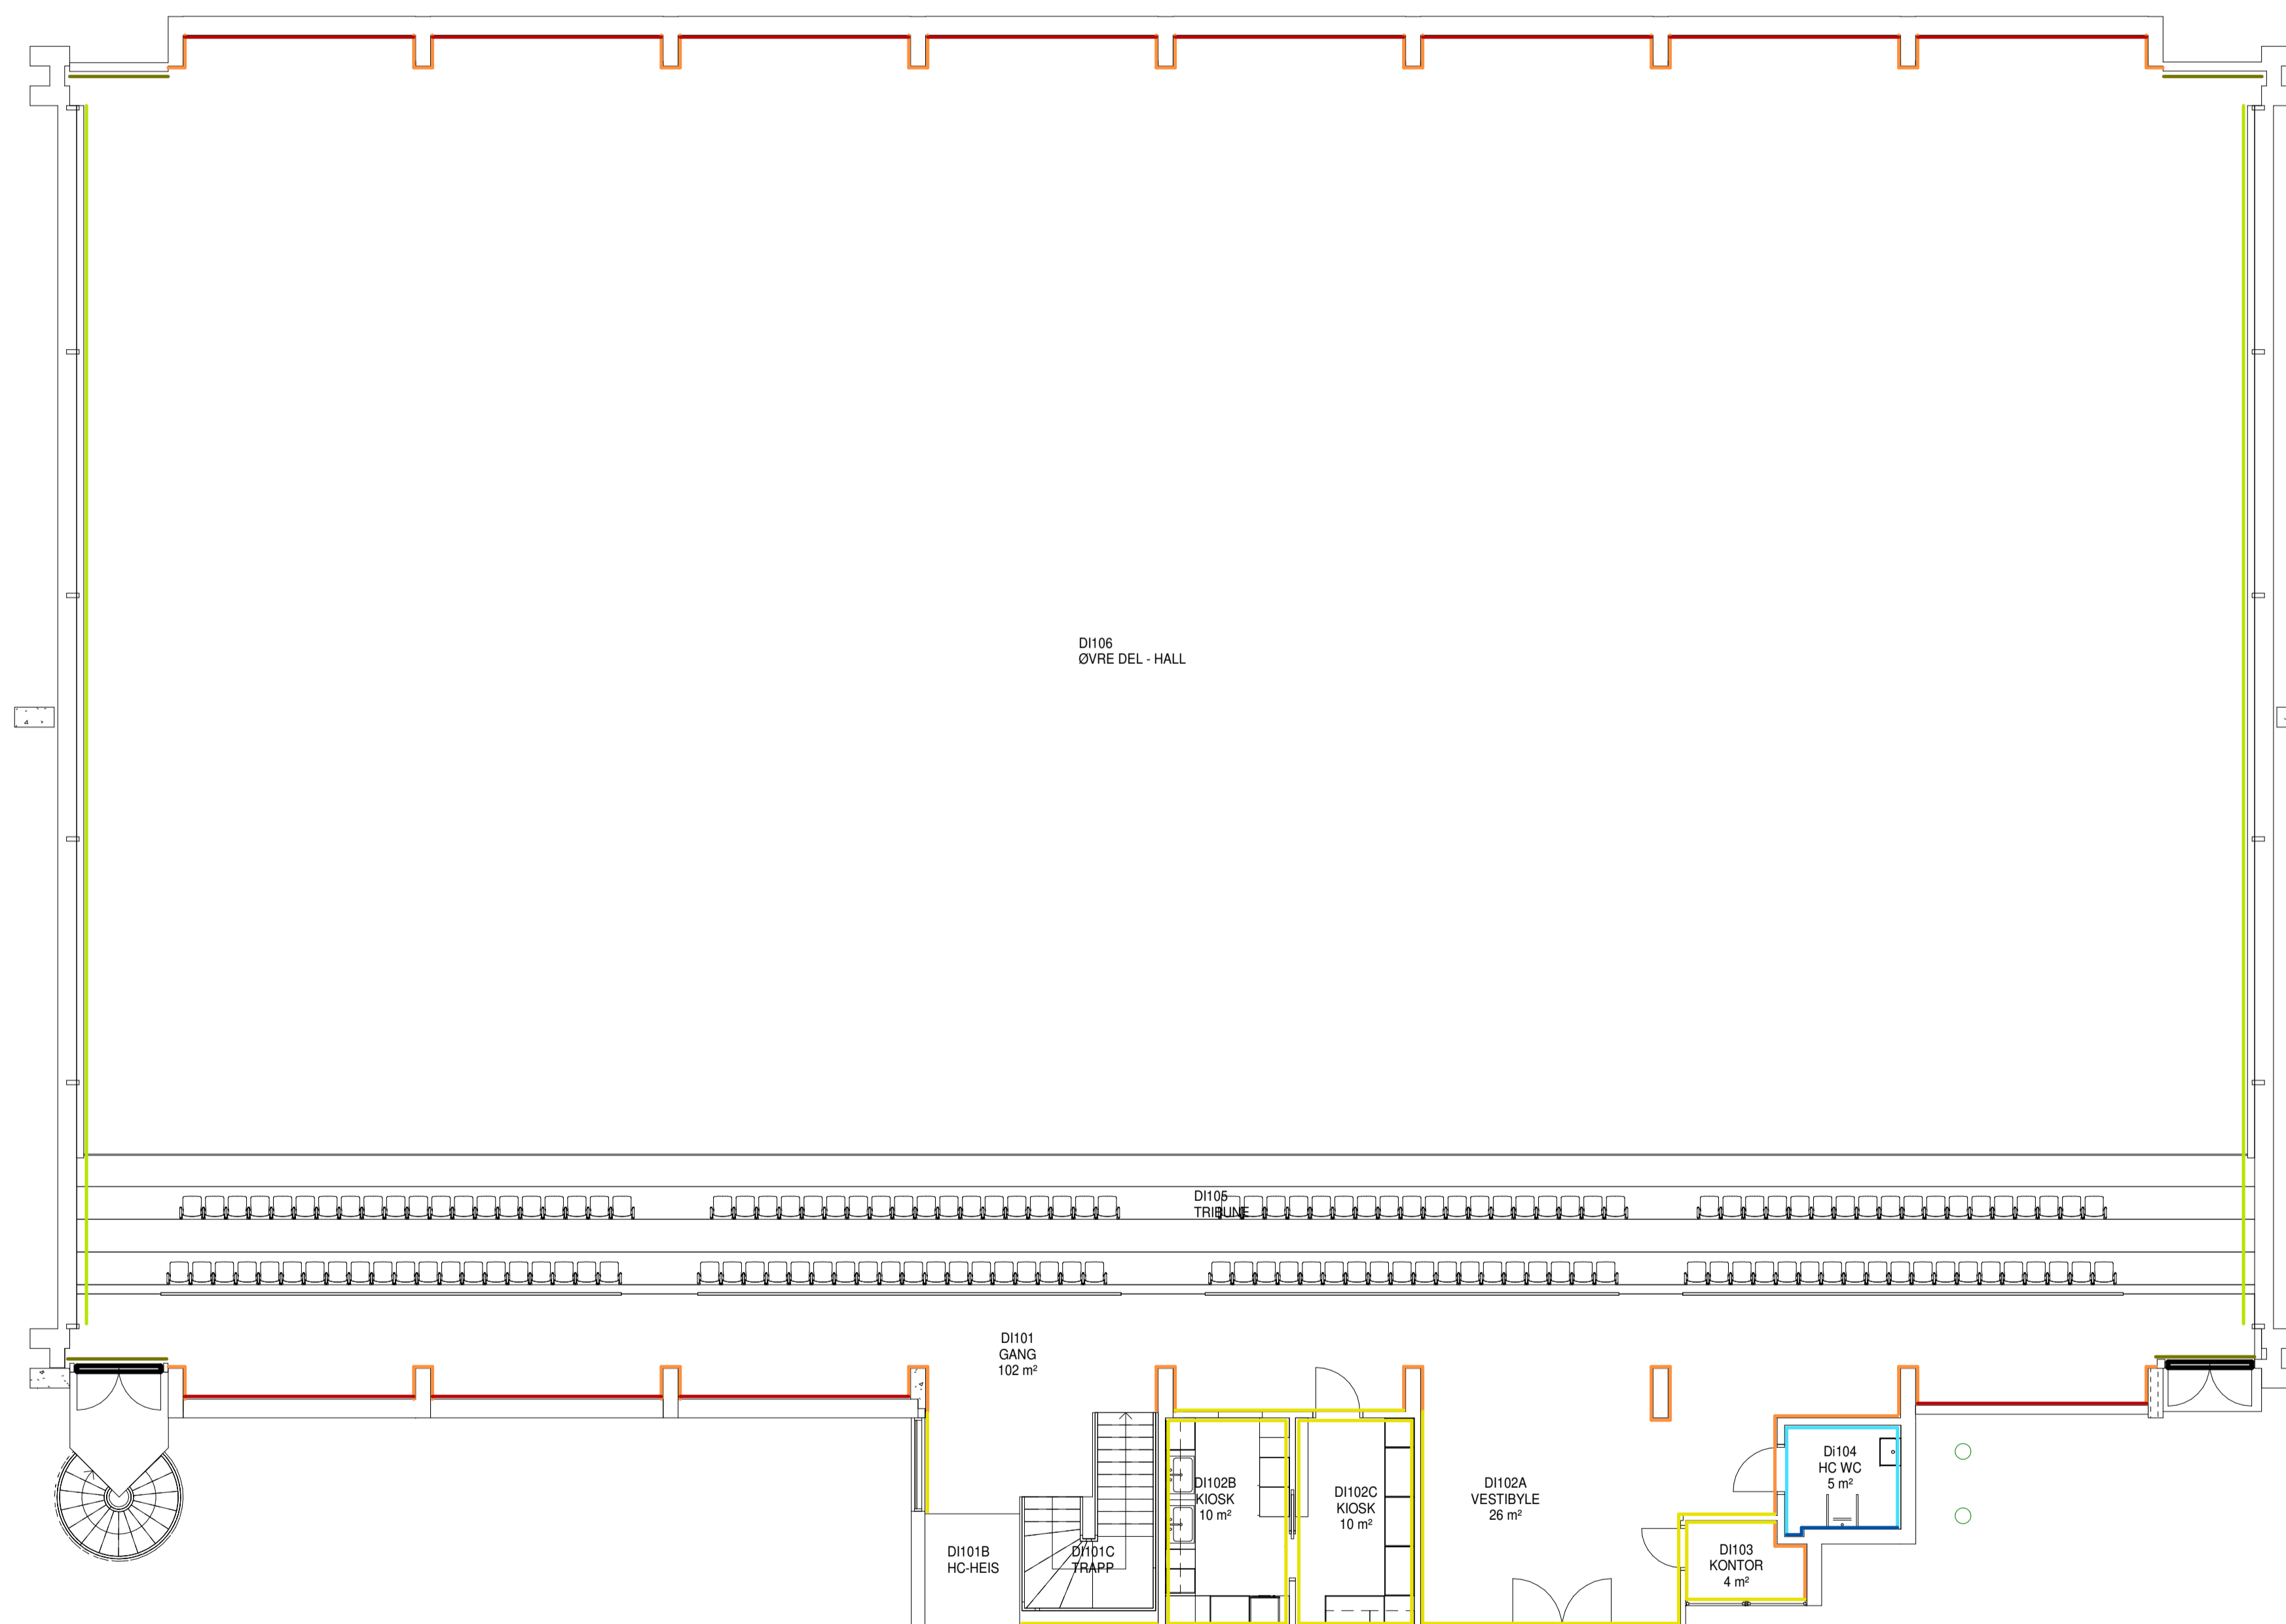 DI106
ØVRE DEL - HALL
DI105
TRIBUNE
DI101
GANG
102 m²
DI102B
KIOSK
10 m²
DI102C
KIOSK
10 m²
DI102A
VESTIBYLE
26 m²
Di104
HC WC
5 m²
DI101B
HC-HEIS
DI101C
TRAPP
DI103
KONTOR
4 m²